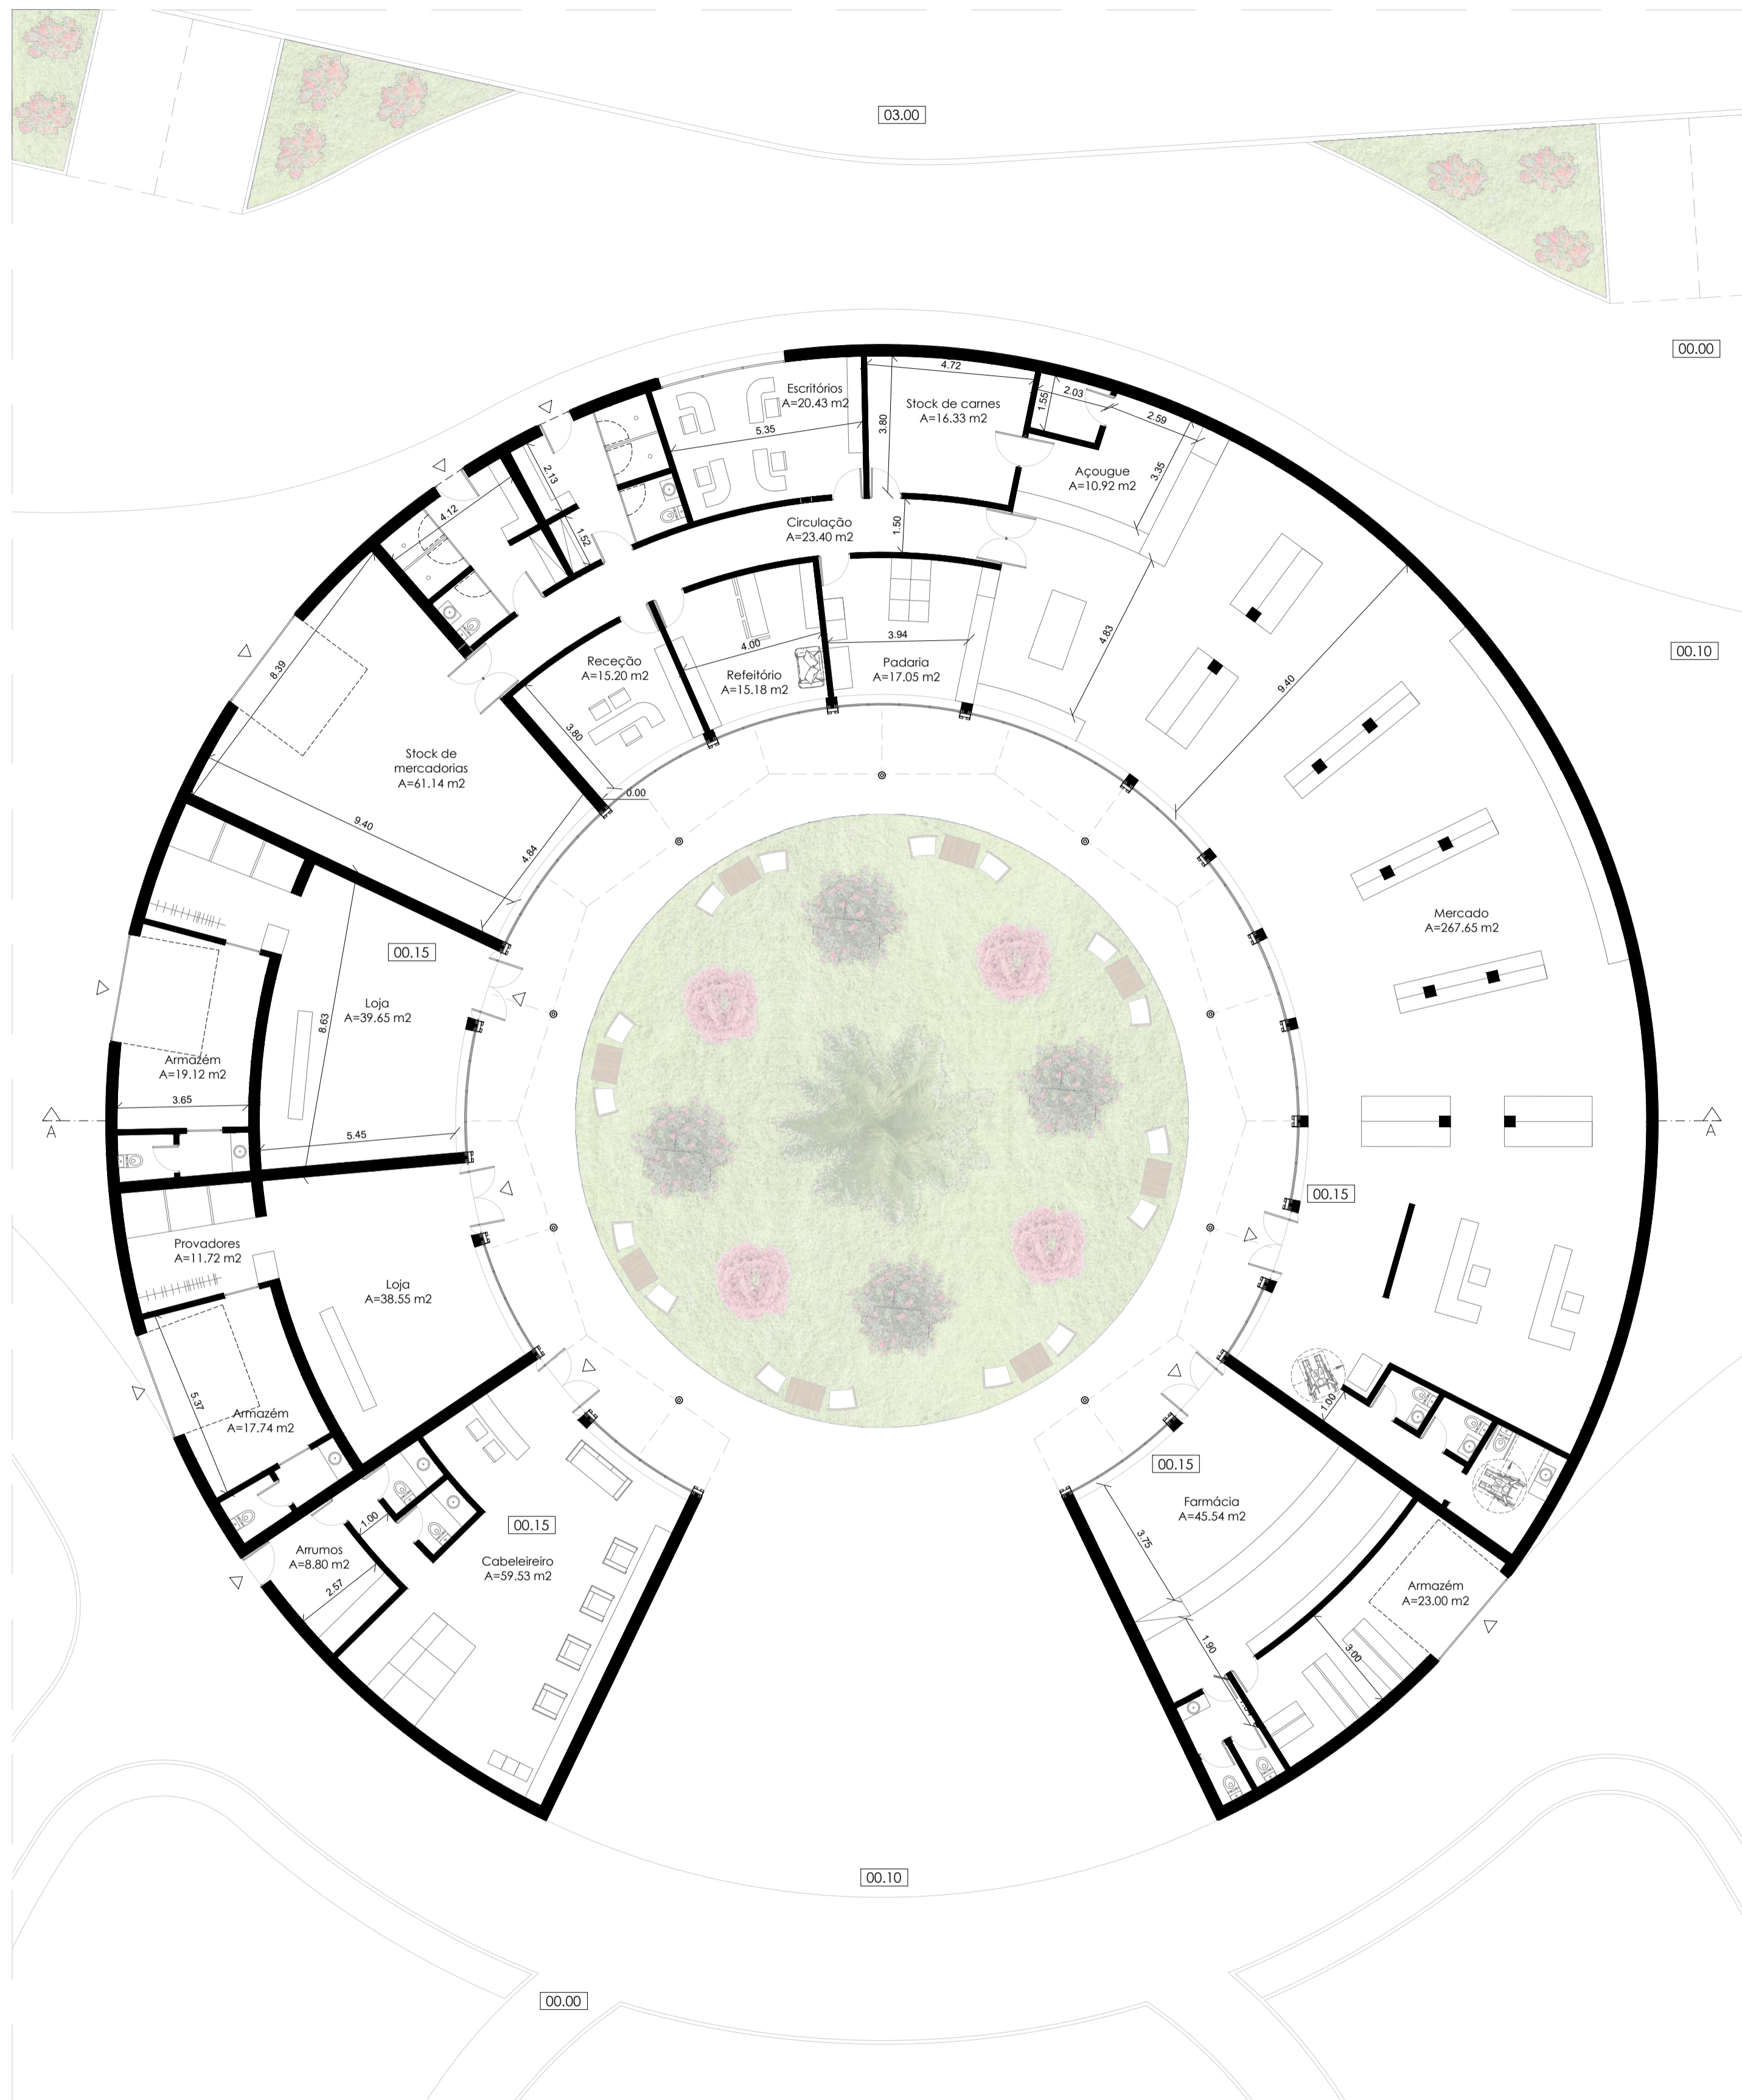 03.00
00.00
Escritórios
A=20.43 m2
5.35
4.72
3.80
Stock de carnes
A=16.33 m2
1.55
2.03
2.59
Açougue
A=10.92 m2
3.35
2.13
4.12
1.52
Circulação
A=23.40 m2
1.50
4.83
9.40
00.10
8.39
Receção
A=15.20 m2
3.80
0.00
4.00
Refeitório
A=15.18 m2
3.94
Padaria
A=17.05 m2
Stock de
mercadorias
A=61.14 m2
9.40
4.84
Mercado
A=267.65 m2
00.15
Loja
A=39.65 m2
8.63
Armazém
A=19.12 m2
3.65
5.45
A
A
00.15
Provadores
A=11.72 m2
Loja
A=38.55 m2
5.37
Armazém
A=17.74 m2
1.00
00.15
00.15
Farmácia
A=45.54 m2
3.75
1.00
Arrumos
A=8.80 m2
2.57
Cabeleireiro
A=59.53 m2
Armazém
A=23.00 m2
1.90
3.00
00.10
00.00